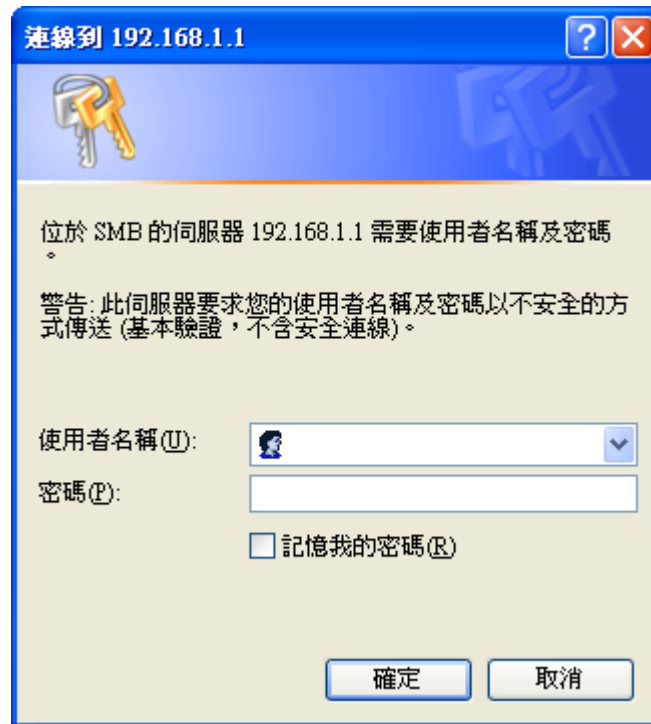 連線到 192.168.1.1
位於 SMB 的伺服器 192.168.1.1 需要使用者名稱及密碼
。
警告: 此伺服器要求您的使用者名稱及密碼以不安全的方
式傳送 (基本驗證，不含安全連線)。
使用者名稱(U):
密碼(P):
記憶我的密碼(R)
確定 取消